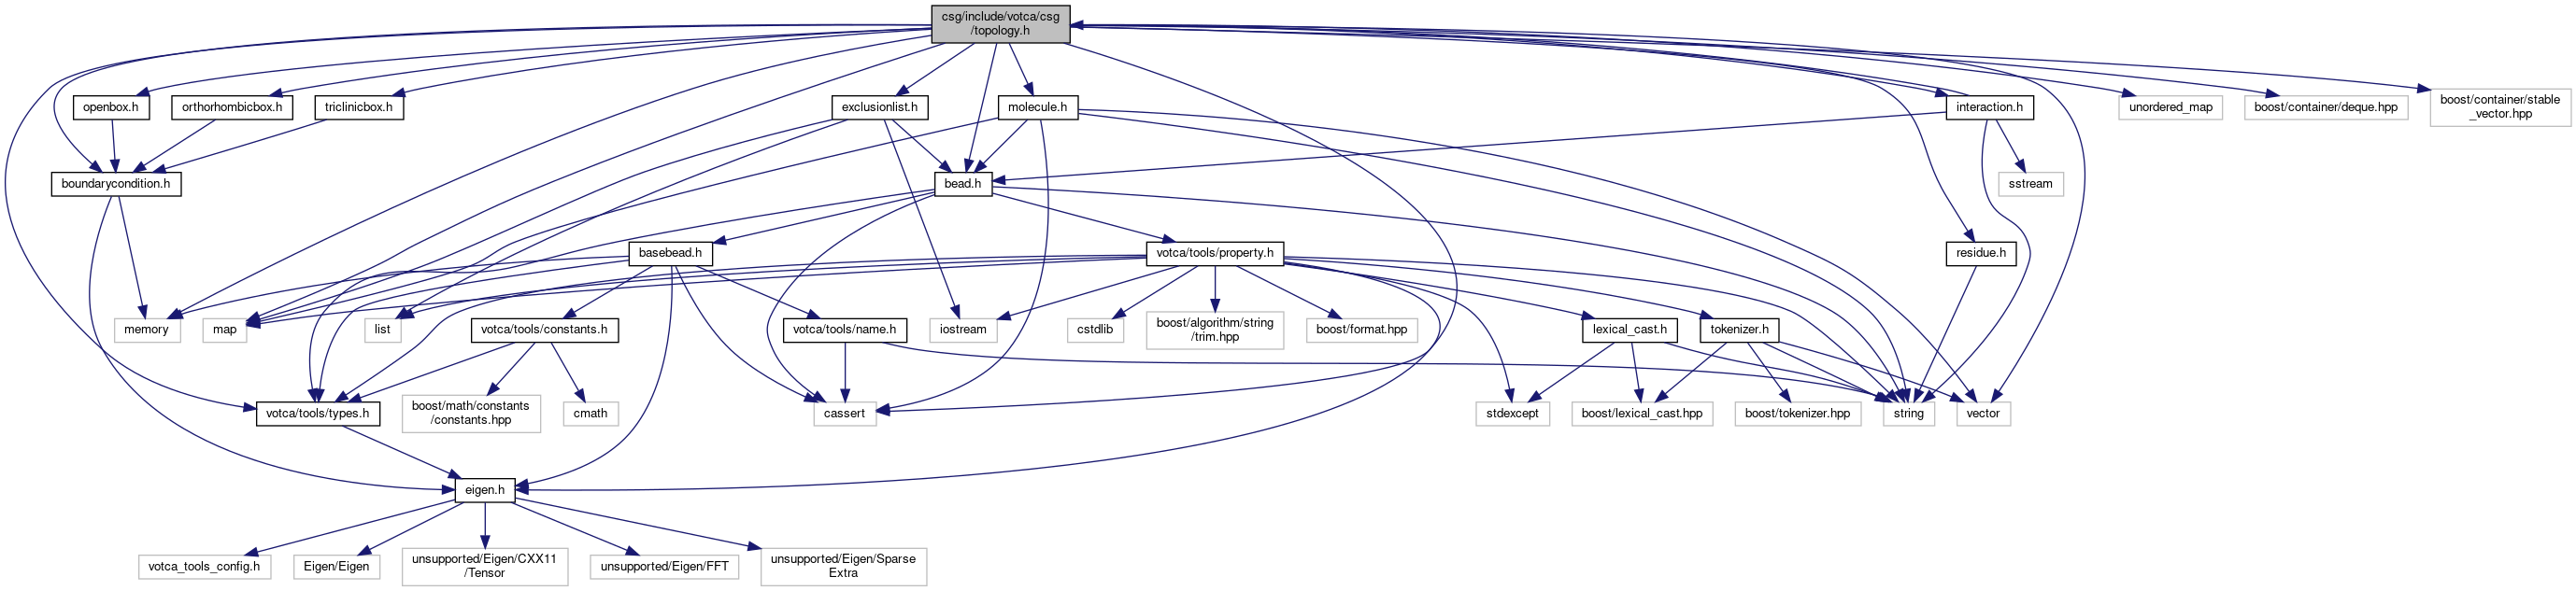 csg/include/votca/csg
/topology.h
openbox.h
orthorhombicbox.h
triclinicbox.h
exclusionlist.h
molecule.h
interaction.h
unordered_map
boost/container/deque.hpp
boost/container/stable
_vector.hpp
boundarycondition.h
bead.h
sstream
basebead.h
votca/tools/property.h
residue.h
memory
map
list
votca/tools/constants.h
votca/tools/name.h
iostream
cstdlib
boost/algorithm/string
/trim.hpp
boost/format.hpp
lexical_cast.h
tokenizer.h
votca/tools/types.h
boost/math/constants
/constants.hpp
cmath
cassert
stdexcept
boost/lexical_cast.hpp
boost/tokenizer.hpp
string
vector
eigen.h
votca_tools_config.h
Eigen/Eigen
unsupported/Eigen/CXX11
/Tensor
unsupported/Eigen/FFT
unsupported/Eigen/Sparse
Extra